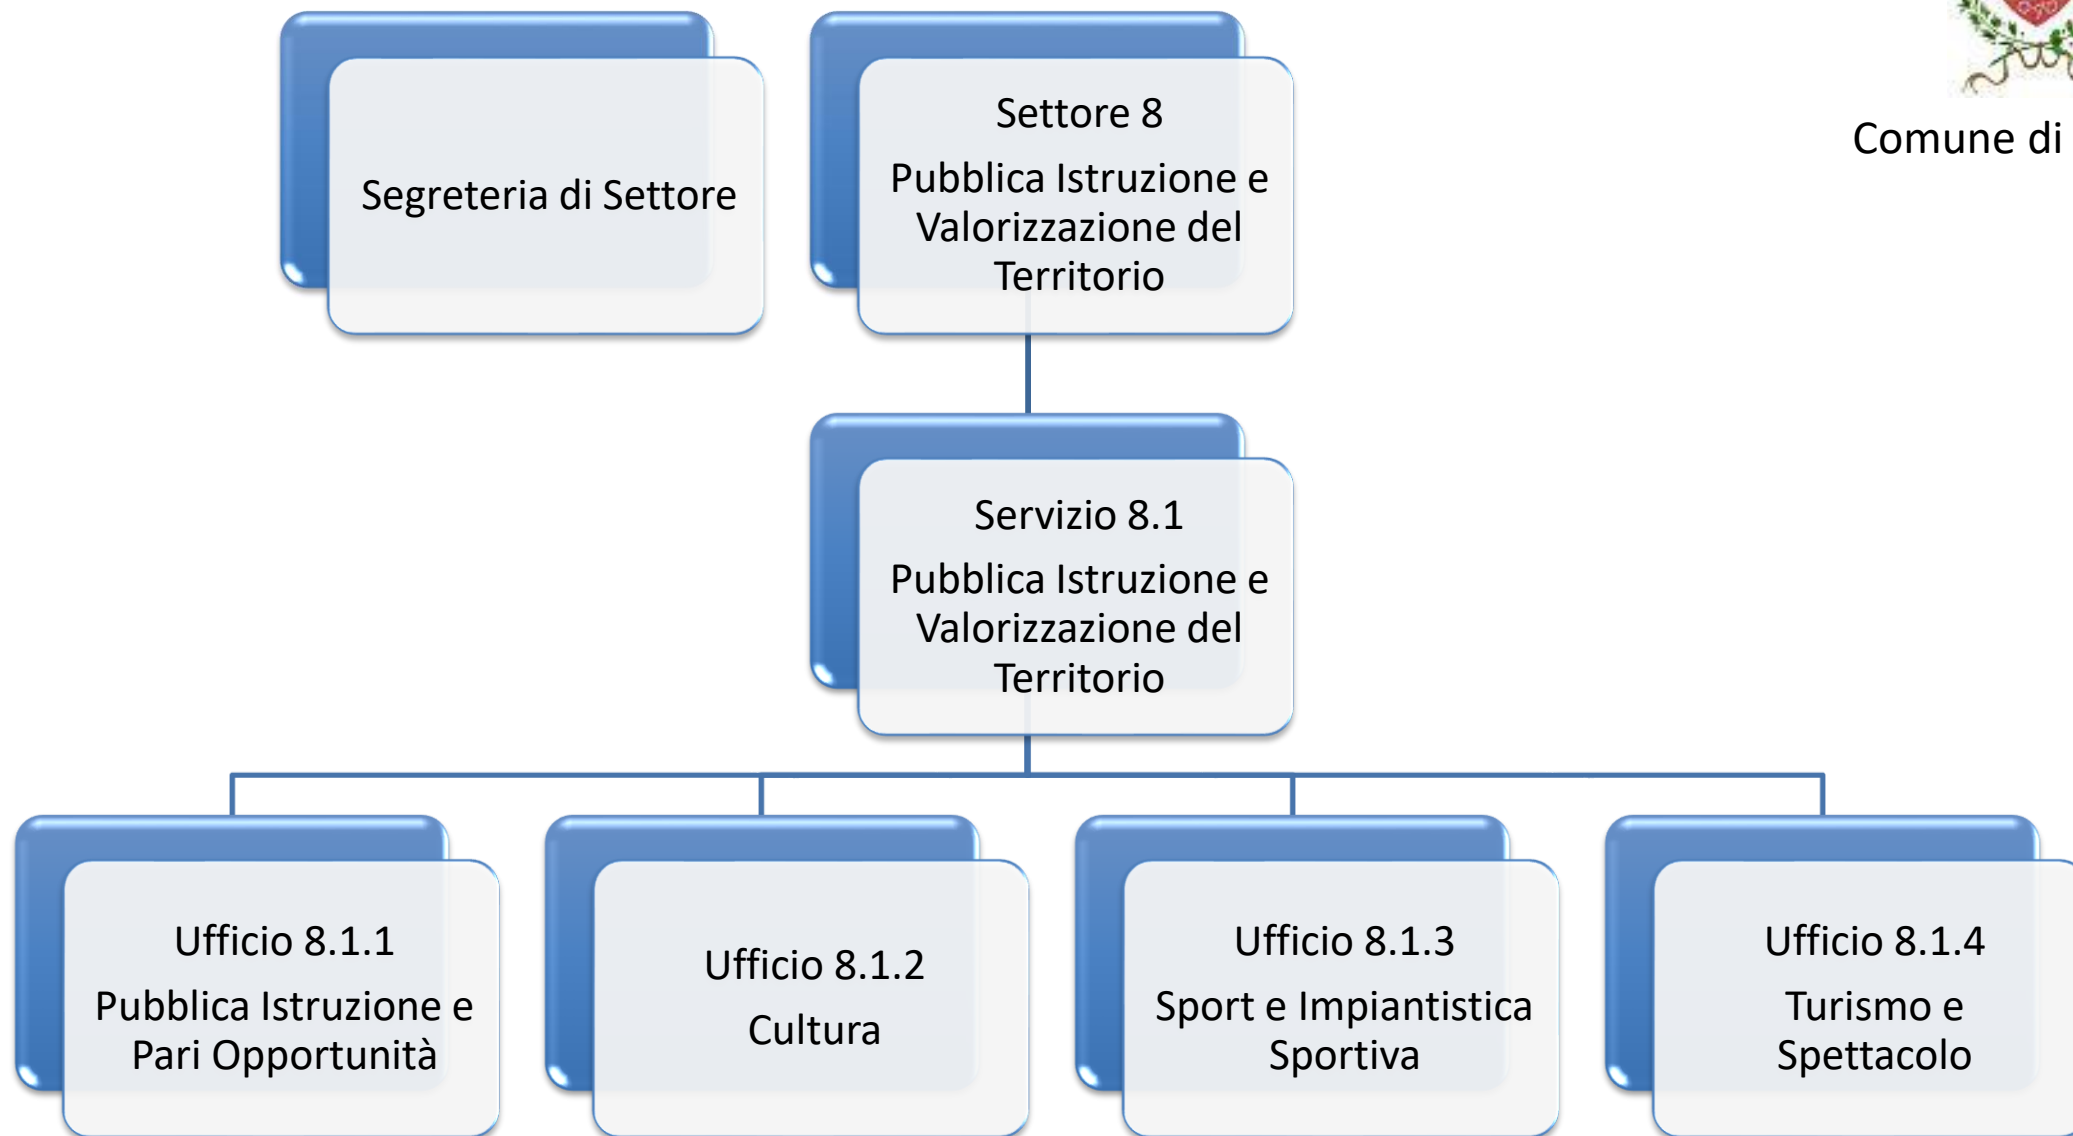 Comune di
Segreteria di Settore
Settore 8
Pubblica Istruzione e
Valorizzazione del
Territorio
Servizio 8.1
Pubblica Istruzione e
Valorizzazione del
Territorio
Ufficio 8.1.1
Pubblica Istruzione e
Pari Opportunità
Ufficio 8.1.2
Cultura
Ufficio 8.1.3
Sport e Impiantistica
Sportiva
Ufficio 8.1.4
Turismo e
Spettacolo